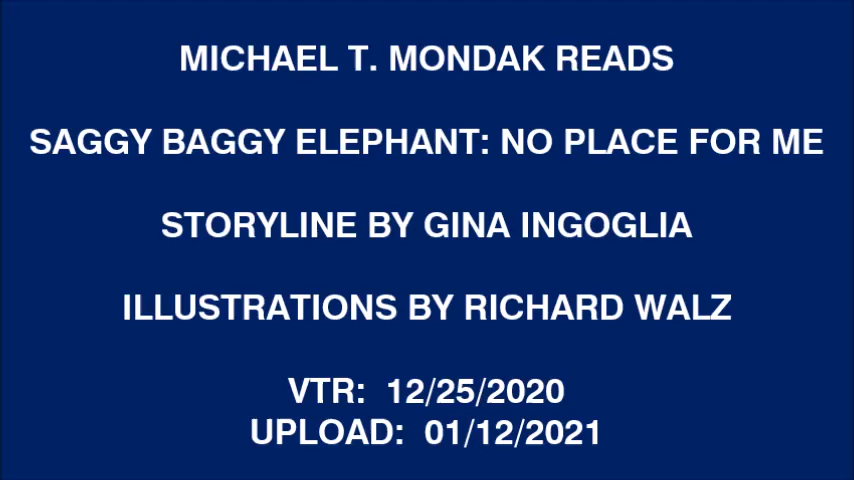 MICHAEL T. MONDAK READS
SAGGY BAGGY ELEPHANT: NO PLACE FOR ME
STORYLINE BY GINA INGOGLIA
ILLUSTRATIONS BY RICHARD WALZ
VTR:  12/25/2020
UPLOAD:  01/12/2021